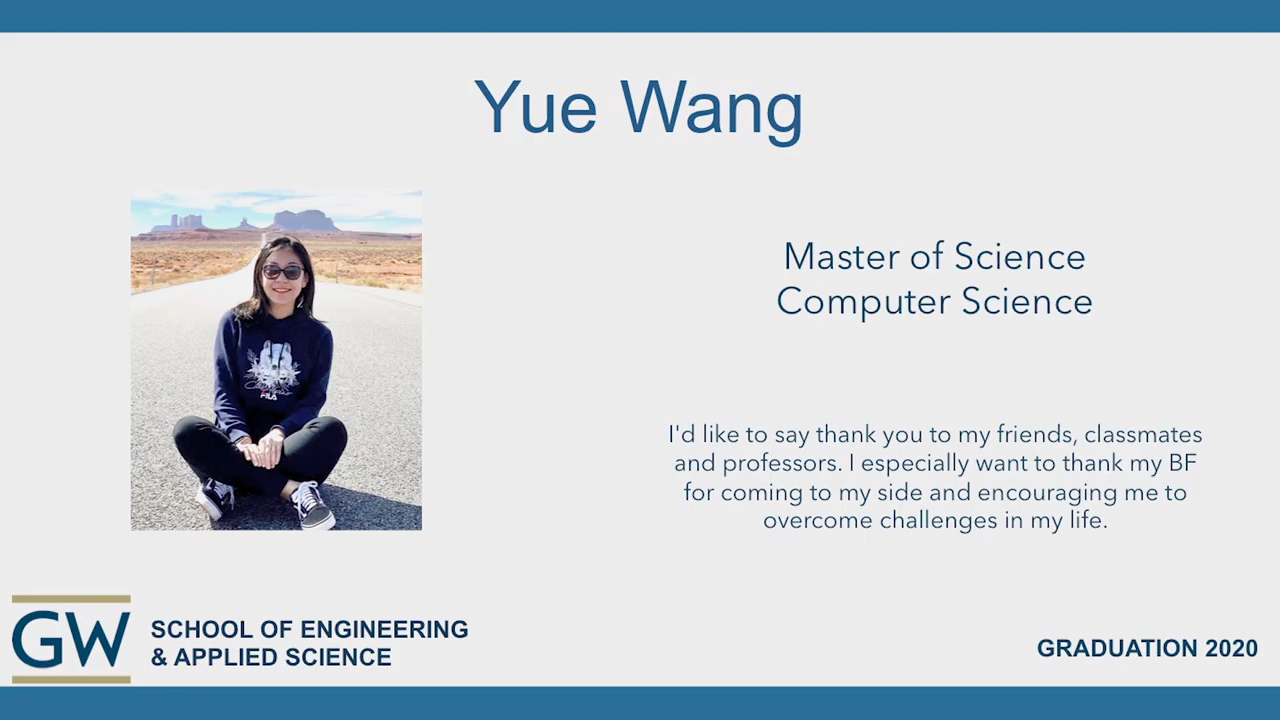 Yue Wang
Master of Science
Computer Science
I'd like to say thank you to my friends, classmates
and professors. I especially want to thank my BF
for coming to my side and encouraging me to
overcome challenges in my life.
FILA
GW
SCHOOL OF ENGINEERING
& APPLIED SCIENCE
GRADUATION 2020